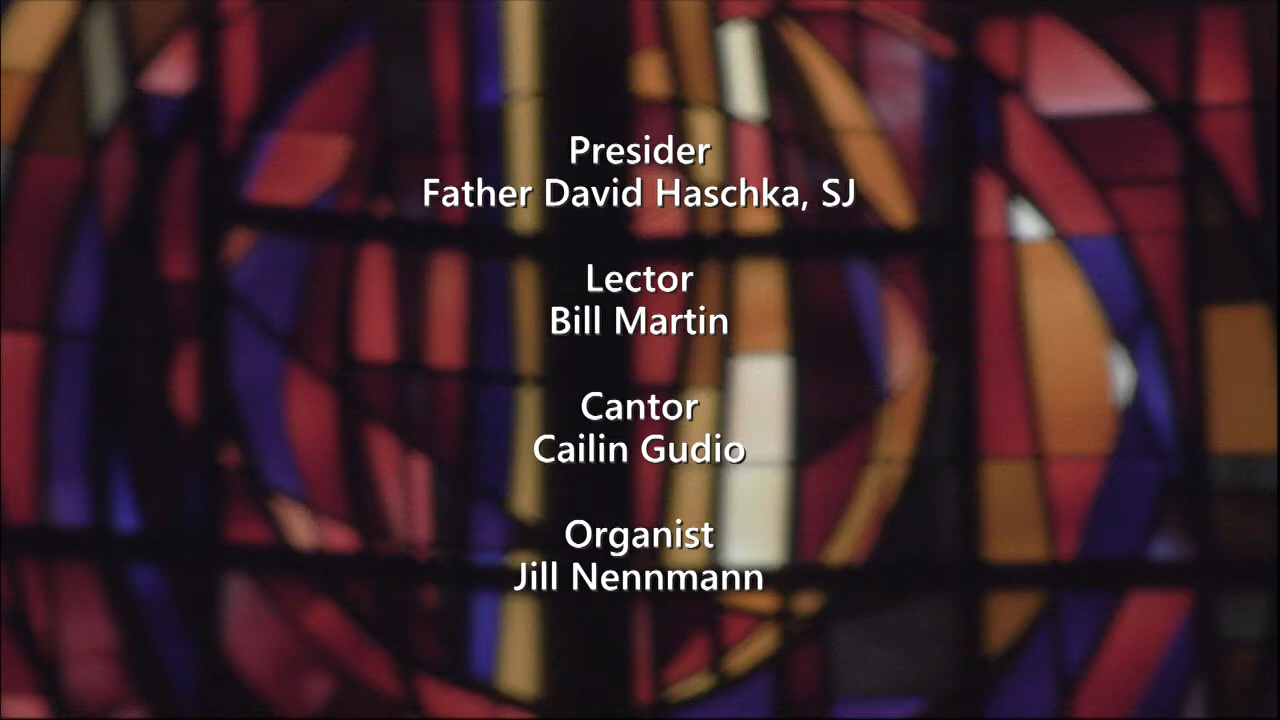 Presider
Father David Haschka, SJ
Lector
Bill Martin
Cantor
Cailin Gudio
Organist
Jill Nennmann